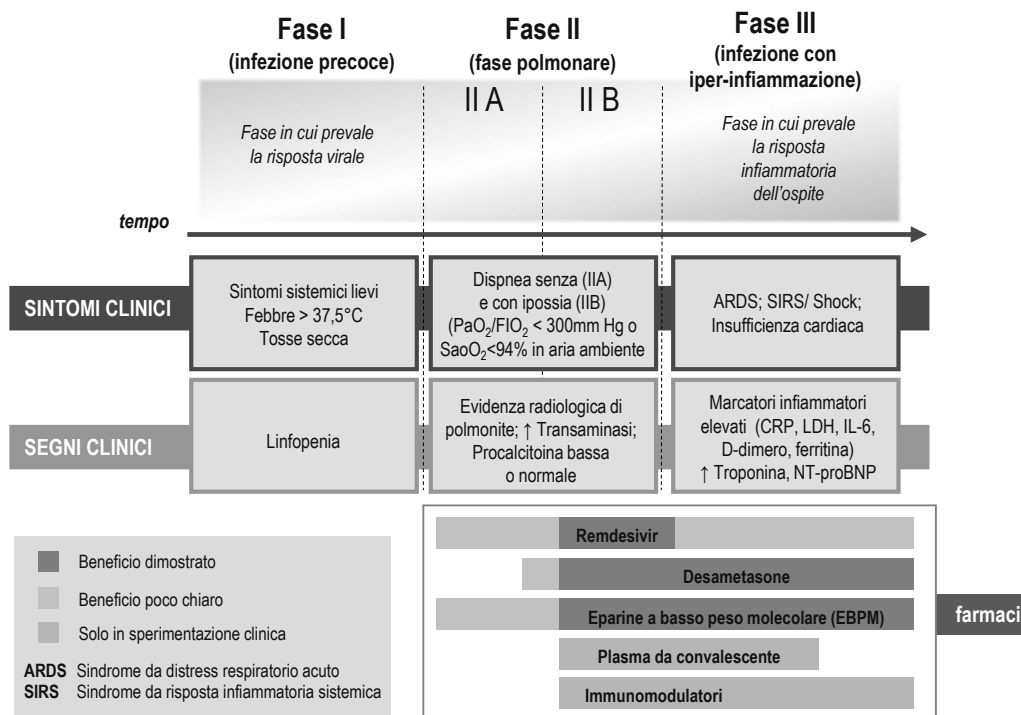 Fase I
(infezione precoce)
Fase II
(fase polmonare)
Fase III
(infezione con
iper-infiammazione)
II A
II B
Fase in cui prevale
la risposta virale
Fase in cui prevale
la risposta
infiammatoria
dell'ospite
tempo
SINTOMI CLINICI
Sintomi sistemici lievi
Febbre > 37,5°C
Tosse secca
Dispnea senza (IIA)
e con ipossia (IIB)
(PaO₂/FIO₂ < 300mm Hg o
SaoO₂<94% in aria ambiente
ARDS; SIRS/ Shock;
Insufficienza cardiaca
SEGNI CLINICI
Linfopenia
Evidenza radiologica di
polmonite; ↑ Transaminasi;
Procalcitoina bassa
o normale
Marcatori infiammatori
elevati (CRP, LDH, IL-6,
D-dimero, ferritina)
↑ Troponina, NT-proBNP
Beneficio dimostrato
Beneficio poco chiaro
Solo in sperimentazione clinica
ARDS Sindrome da distress respiratorio acuto
SIRS Sindrome da risposta infiammatoria sistemica
Remdesivir
Desametasone
Eparine a basso peso molecolare (EBPM)
Plasma da convalescente
Immunomodulatori
farmaci